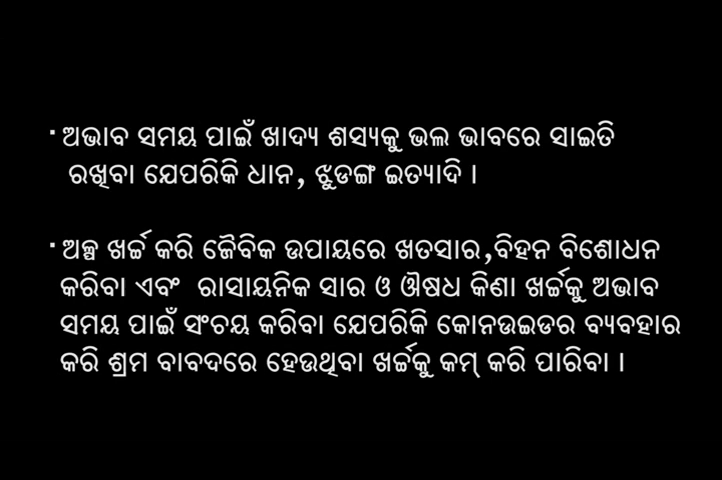 · ଅଭାବ ସମୟ ପାଇଁ ଖାଦ୍ୟ ଶସ୍ୟକୁ ଭଲ ଭାବରେ ସାଇତି
ରଖିବା ଯେପରିକି ଧାନ, ଝୁଡଙ୍ଗ ଇତ୍ୟାଦି ।
· ଅଳ୍ପ ଖର୍ଚ୍ଚ କରି ଜୈବିକ ଉପାୟରେ ଖତସାର,ବିହନ ବିଶୋଧନ
କରିବା ଏବଂ ରାସାୟନିକ ସାର ଓ ଔଷଧ କିଣା ଖର୍ଚ୍ଚକୁ ଅଭାବ
ସମୟ ପାଇଁ ସଂଚୟ କରିବା ଯେପରିକି କୋନଉଇଡର ବ୍ୟବହାର
କରି ଶ୍ରମ ବାବଦରେ ହେଉଥିବା ଖର୍ଚ୍ଚକୁ କମ୍ କରି ପାରିବା ।